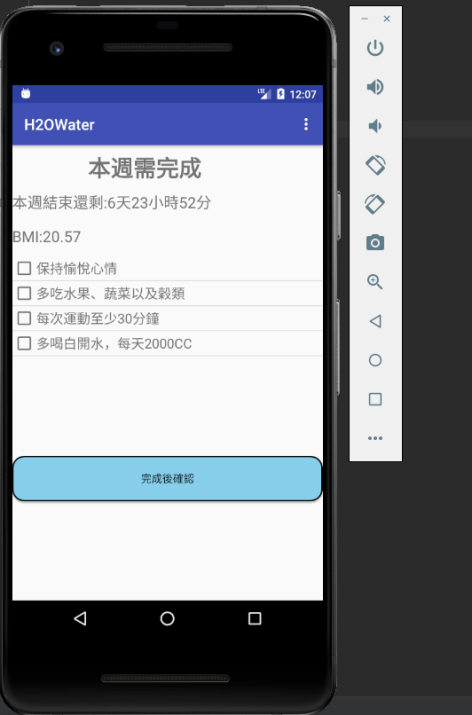 LTE 12:07
H2OWater
本週需完成
本週結束還剩:6天23小時52分
BMI:20.57
保持愉悅心情
多吃水果、蔬菜以及穀類
每次運動至少30分鐘
多喝白開水，每天2000CC
完成後確認